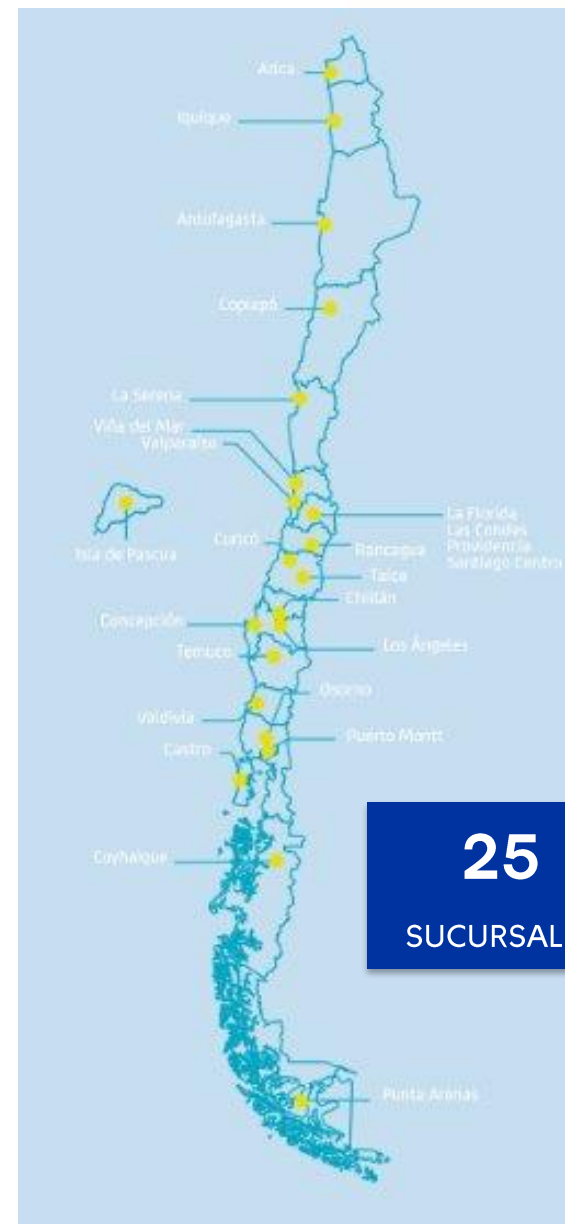 Arica
Iquique
Antofagasta
Copiapó
La Serena
Viña del Mar
Valparaíso
Isla de Pascua
La Florida
Las Condes
Providencia
Santiago Centro
Curicó
Rancagua
Talca
Chillán
Concepción
Los Ángeles
Temuco
Osorno
Valdivia
Puerto Montt
Castro
Coyhaique
25
SUCURSAL
Punta Arenas